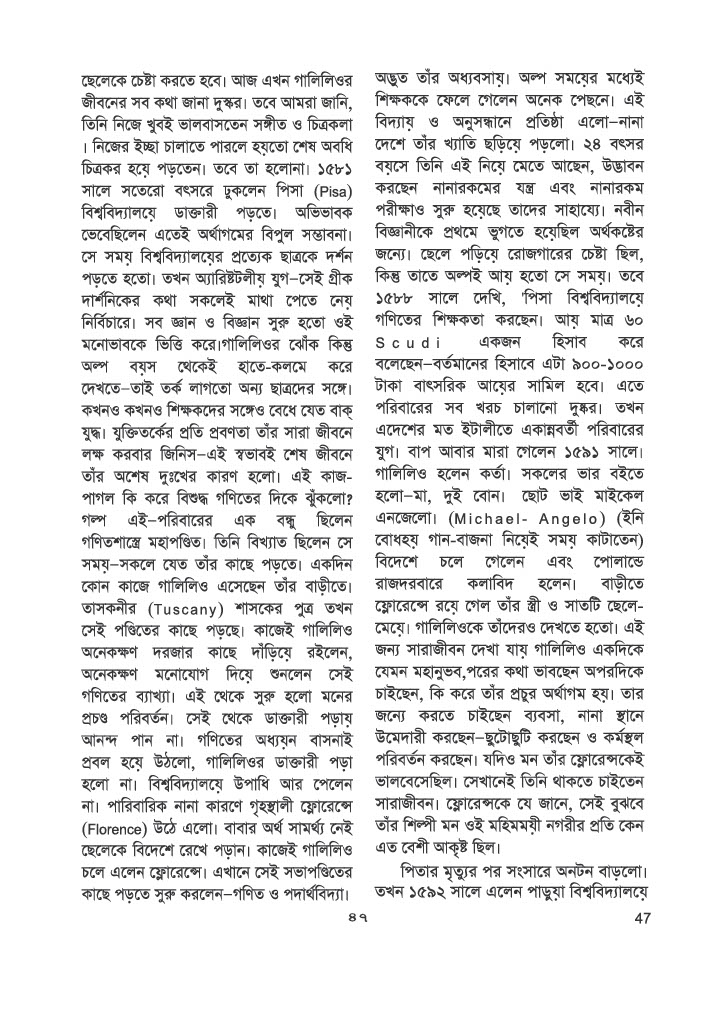 ছেলেকে চেষ্টা করতে হবে। আজ এখন গালিলিওর
জীবনের সব কথা জানা দুস্কর। তবে আমরা জানি,
তিনি নিজে খুবই ভালবাসতেন সঙ্গীত ও চিত্রকলা
। নিজের ইচ্ছা চালাতে পারলে হয়তো শেষ অবধি
চিত্রকর হয়ে পড়তেন। তবে তা হলোনা। ১৫৮১
সালে সতেরো বৎসরে ঢুকলেন পিসা (Pisa)
বিশ্ববিদ্যালয়ে ডাক্তারী পড়তে। অভিভাবক
ভেবেছিলেন এতেই অর্থাগমের বিপুল সম্ভাবনা।
সে সময় বিশ্ববিদ্যালয়ের প্রত্যেক ছাত্রকে দর্শন
পড়তে হতো। তখন অ্যারিষ্টটলীয় যুগ–সেই গ্রীক
দার্শনিকের কথা সকলেই মাথা পেতে নেয়
নির্বিচারে। সব জ্ঞান ও বিজ্ঞান সুরু হতো ওই
মনোভাবকে ভিত্তি করে।গালিলিওর ঝোঁক কিন্তু
অল্প বয়স থেকেই হাতে-কলমে করে
দেখতে–তাই তর্ক লাগতো অন্য ছাত্রদের সঙ্গে।
কখনও কখনও শিক্ষকদের সঙ্গেও বেধে যেত বাক্
যুদ্ধ। যুক্তিতর্কের প্রতি প্রবণতা তাঁর সারা জীবনে
লক্ষ করবার জিনিস–এই স্বভাবই শেষ জীবনে
তাঁর অশেষ দুঃখের কারণ হলো। এই কাজ-
পাগল কি করে বিশুদ্ধ গণিতের দিকে ঝুঁকলো?
গল্প এই–পরিবারের এক বন্ধু ছিলেন
গণিতশাস্ত্রে মহাপণ্ডিত। তিনি বিখ্যাত ছিলেন সে
সময়–সকলে যেত তাঁর কাছে পড়তে। একদিন
কোন কাজে গালিলিও এসেছেন তাঁর বাড়ীতে।
তাসকনীর (Tuscany) শাসকের পুত্র তখন
সেই পণ্ডিতের কাছে পড়ছে। কাজেই গালিলিও
অনেকক্ষণ দরজার কাছে দাঁড়িয়ে রইলেন,
অনেকক্ষণ মনোযোগ দিয়ে শুনলেন সেই
গণিতের ব্যাখ্যা। এই থেকে সুরু হলো মনের
প্রচণ্ড পরিবর্তন। সেই থেকে ডাক্তারী পড়ায়
আনন্দ পান না। গণিতের অধ্যয়ন বাসনাই
প্রবল হয়ে উঠলো, গালিলিওর ডাক্তারী পড়া
হলো না। বিশ্ববিদ্যালয়ে উপাধি আর পেলেন
না। পারিবারিক নানা কারণে গৃহস্থালী ফ্লোরেন্সে
(Florence) উঠে এলো। বাবার অর্থ সামর্থ্য নেই
ছেলেকে বিদেশে রেখে পড়ান। কাজেই গালিলিও
চলে এলেন ফ্লোরেন্সে। এখানে সেই সভাপণ্ডিতের
কাছে পড়তে সুরু করলেন–গণিত ও পদার্থবিদ্যা।
অদ্ভুত তাঁর অধ্যবসায়। অল্প সময়ের মধ্যেই
শিক্ষককে ফেলে গেলেন অনেক পেছনে। এই
বিদ্যায় ও অনুসন্ধানে প্রতিষ্ঠা এলো–নানা
দেশে তাঁর খ্যাতি ছড়িয়ে পড়লো। ২৪ বৎসর
বয়সে তিনি এই নিয়ে মেতে আছেন, উদ্ভাবন
করছেন নানারকমের যন্ত্র এবং নানারকম
পরীক্ষাও সুরু হয়েছে তাদের সাহায্যে। নবীন
বিজ্ঞানীকে প্রথমে ভুগতে হয়েছিল অর্থকষ্টের
জন্যে। ছেলে পড়িয়ে রোজগারের চেষ্টা ছিল,
কিন্তু তাতে অল্পই আয় হতো সে সময়। তবে
১৫৮৮ সালে দেখি, 'পিসা বিশ্ববিদ্যালয়ে
গণিতের শিক্ষকতা করছেন। আয় মাত্র ৬০
Scudi একজন হিসাব করে
বলেছেন–বর্তমানের হিসাবে এটা ৯০০-১০০০
টাকা বাৎসরিক আয়ের সামিল হবে। এতে
পরিবারের সব খরচ চালানো দুষ্কর। তখন
এদেশের মত ইটালীতে একান্নবর্তী পরিবারের
যুগ। বাপ আবার মারা গেলেন ১৫৯১ সালে।
গালিলিও হলেন কর্তা। সকলের ভার বইতে
হলো–মা, দুই বোন। ছোট ভাই মাইকেল
এনজেলো। (Michael- Angelo) (ইনি
বোধহয় গান-বাজনা নিয়েই সময় কাটাতেন)
বিদেশে চলে গেলেন এবং পোলান্ডে
রাজদরবারে কলাবিদ হলেন। বাড়ীতে
ফ্লোরেন্সে রয়ে গেল তাঁর স্ত্রী ও সাতটি ছেলে-
মেয়ে। গালিলিওকে তাঁদেরও দেখতে হতো। এই
জন্য সারাজীবন দেখা যায় গালিলিও একদিকে
যেমন মহানুভব,পরের কথা ভাবছেন অপরদিকে
চাইছেন, কি করে তাঁর প্রচুর অর্থাগম হয়। তার
জন্যে করতে চাইছেন ব্যবসা, নানা স্থানে
উমেদারী করছেন–ছুটোছুটি করছেন ও কর্মস্থল
পরিবর্তন করছেন। যদিও মন তাঁর ফ্লোরেন্সকেই
ভালবেসেছিল। সেখানেই তিনি থাকতে চাইতেন
সারাজীবন। ফ্লোরেন্সকে যে জানে, সেই বুঝবে
তাঁর শিল্পী মন ওই মহিমময়ী নগরীর প্রতি কেন
এত বেশী আকৃষ্ট ছিল।
পিতার মৃত্যুর পর সংসারে অনটন বাড়লো।
তখন ১৫৯২ সালে এলেন পাড়ুয়া বিশ্ববিদ্যালয়ে
৪৭
47